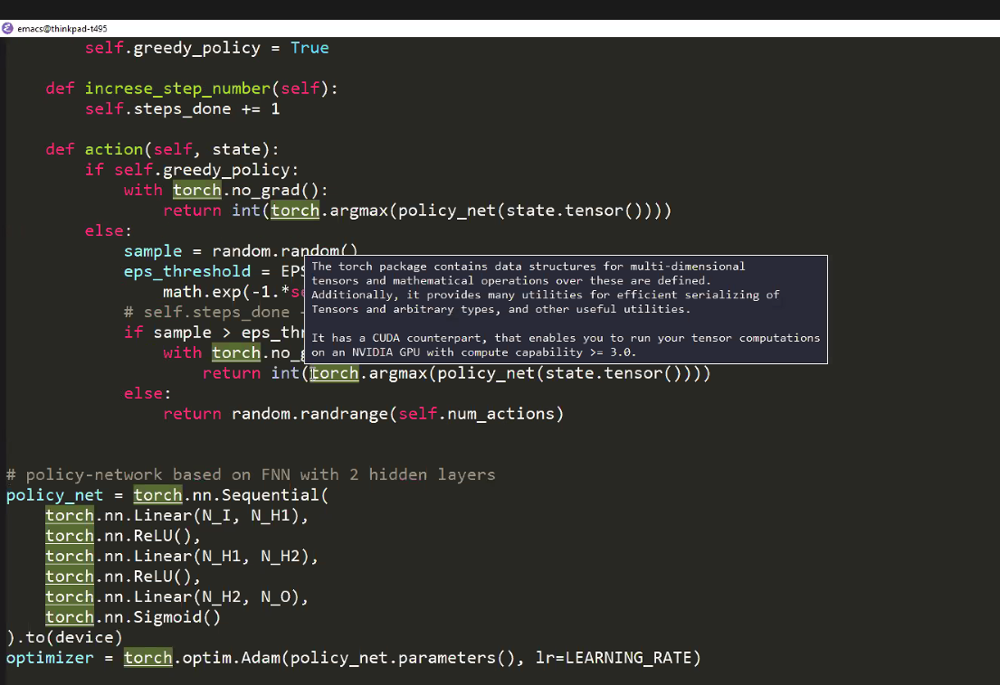 emacs@thinkpad-t495
self.greedy_policy = True
def increse_step_number(self):
self.steps_done += 1
def action(self, state):
if self.greedy_policy:
with torch.no_grad():
return int(torch.argmax(policy_net(state.tensor())))
else:
sample = random.random()
eps_threshold = EPS
math.exp(-1.*se
# self.steps_done
if sample > eps_thr
with torch.no_g
The torch package contains data structures for multi-dimensional
tensors and mathematical operations over these are defined.
Additionally, it provides many utilities for efficient serializing of
Tensors and arbitrary types, and other useful utilities.
It has a CUDA counterpart, that enables you to run your tensor computations
on an NVIDIA GPU with compute capability >= 3.0.
return int(torch.argmax(policy_net(state.tensor())))
else:
return random.randrange(self.num_actions)
# policy-network based on FNN with 2 hidden layers
policy_net = torch.nn.Sequential(
torch.nn.Linear(N_I, N_H1),
torch.nn.ReLU(),
torch.nn.Linear(N_H1, N_H2),
torch.nn.ReLU(),
torch.nn.Linear(N_H2, N_O),
torch.nn.Sigmoid()
).to(device)
optimizer = torch.optim.Adam(policy_net.parameters(), lr=LEARNING_RATE)